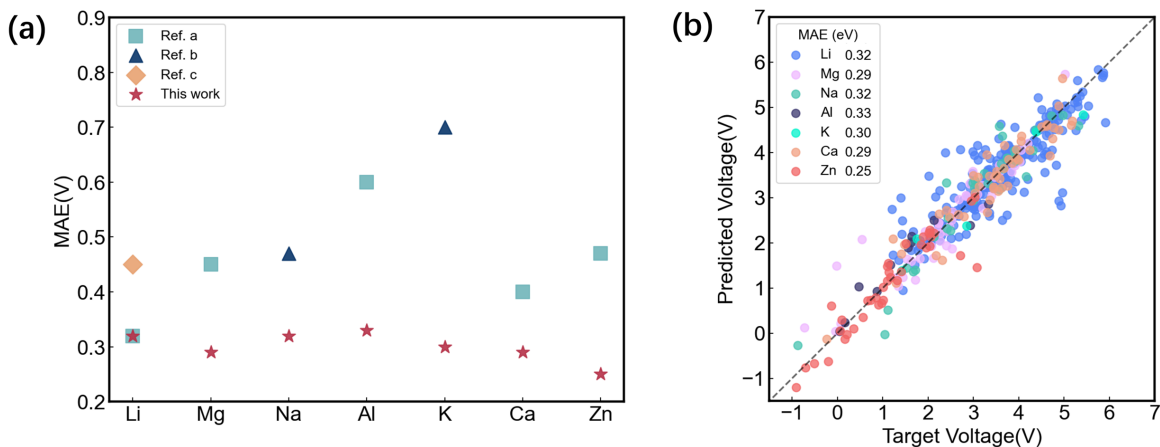 (a)
0.9
0.8
0.7
0.6
0.5
0.4
0.3
0.2
MAE(V)
Ref. a
Ref. b
Ref. c
This work
Li Mg Na Al K Ca Zn
(b)
7
6
5
4
3
2
1
0
−1
Predicted Voltage(V)
MAE (eV)
Li 0.32
Mg 0.29
Na 0.32
Al 0.33
K 0.30
Ca 0.29
Zn 0.25
−1 0 1 2 3 4 5 6 7
Target Voltage(V)